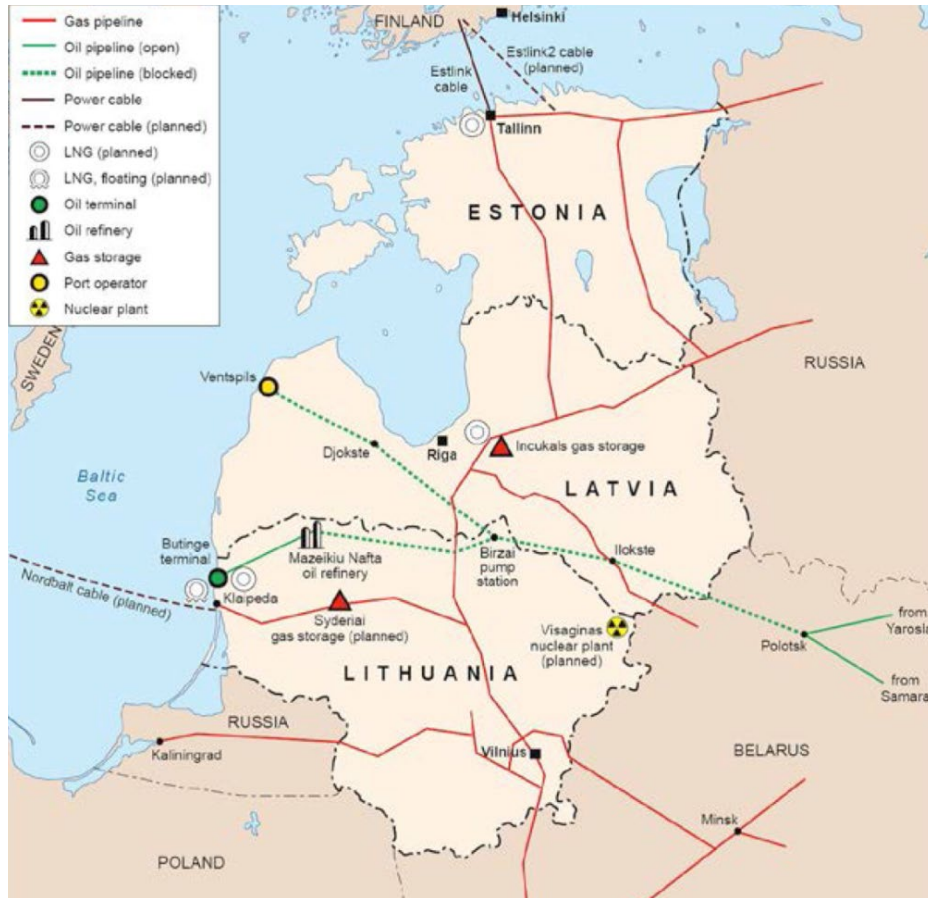 Gas pipeline
Oil pipeline (open)
Oil pipeline (blocked)
Power cable
Power cable (planned)
LNG (planned)
LNG, floating (planned)
Oil terminal
Oil refinery
Gas storage
Port operator
Nuclear plant
FINLAND
Helsinki
Estlink2 cable
(planned)
Estlink
cable
Tallinn
ESTONIA
SWEDEN
RUSSIA
Ventspils
Djokste
Riga
Incukals gas storage
Baltic
Sea
LATVIA
Butinge
terminal
Mazeikiu Nafta
oil refinery
Birzai
pump
station
Ilokste
Nordbalt cable (planned)
Klaipeda
Syderiai
gas storage (planned)
Visaginas
nuclear plant
(planned)
Polotsk
from
Yarosla
from
Samara
LITHUANIA
RUSSIA
Kaliningrad
Vilnius
BELARUS
Minsk
POLAND